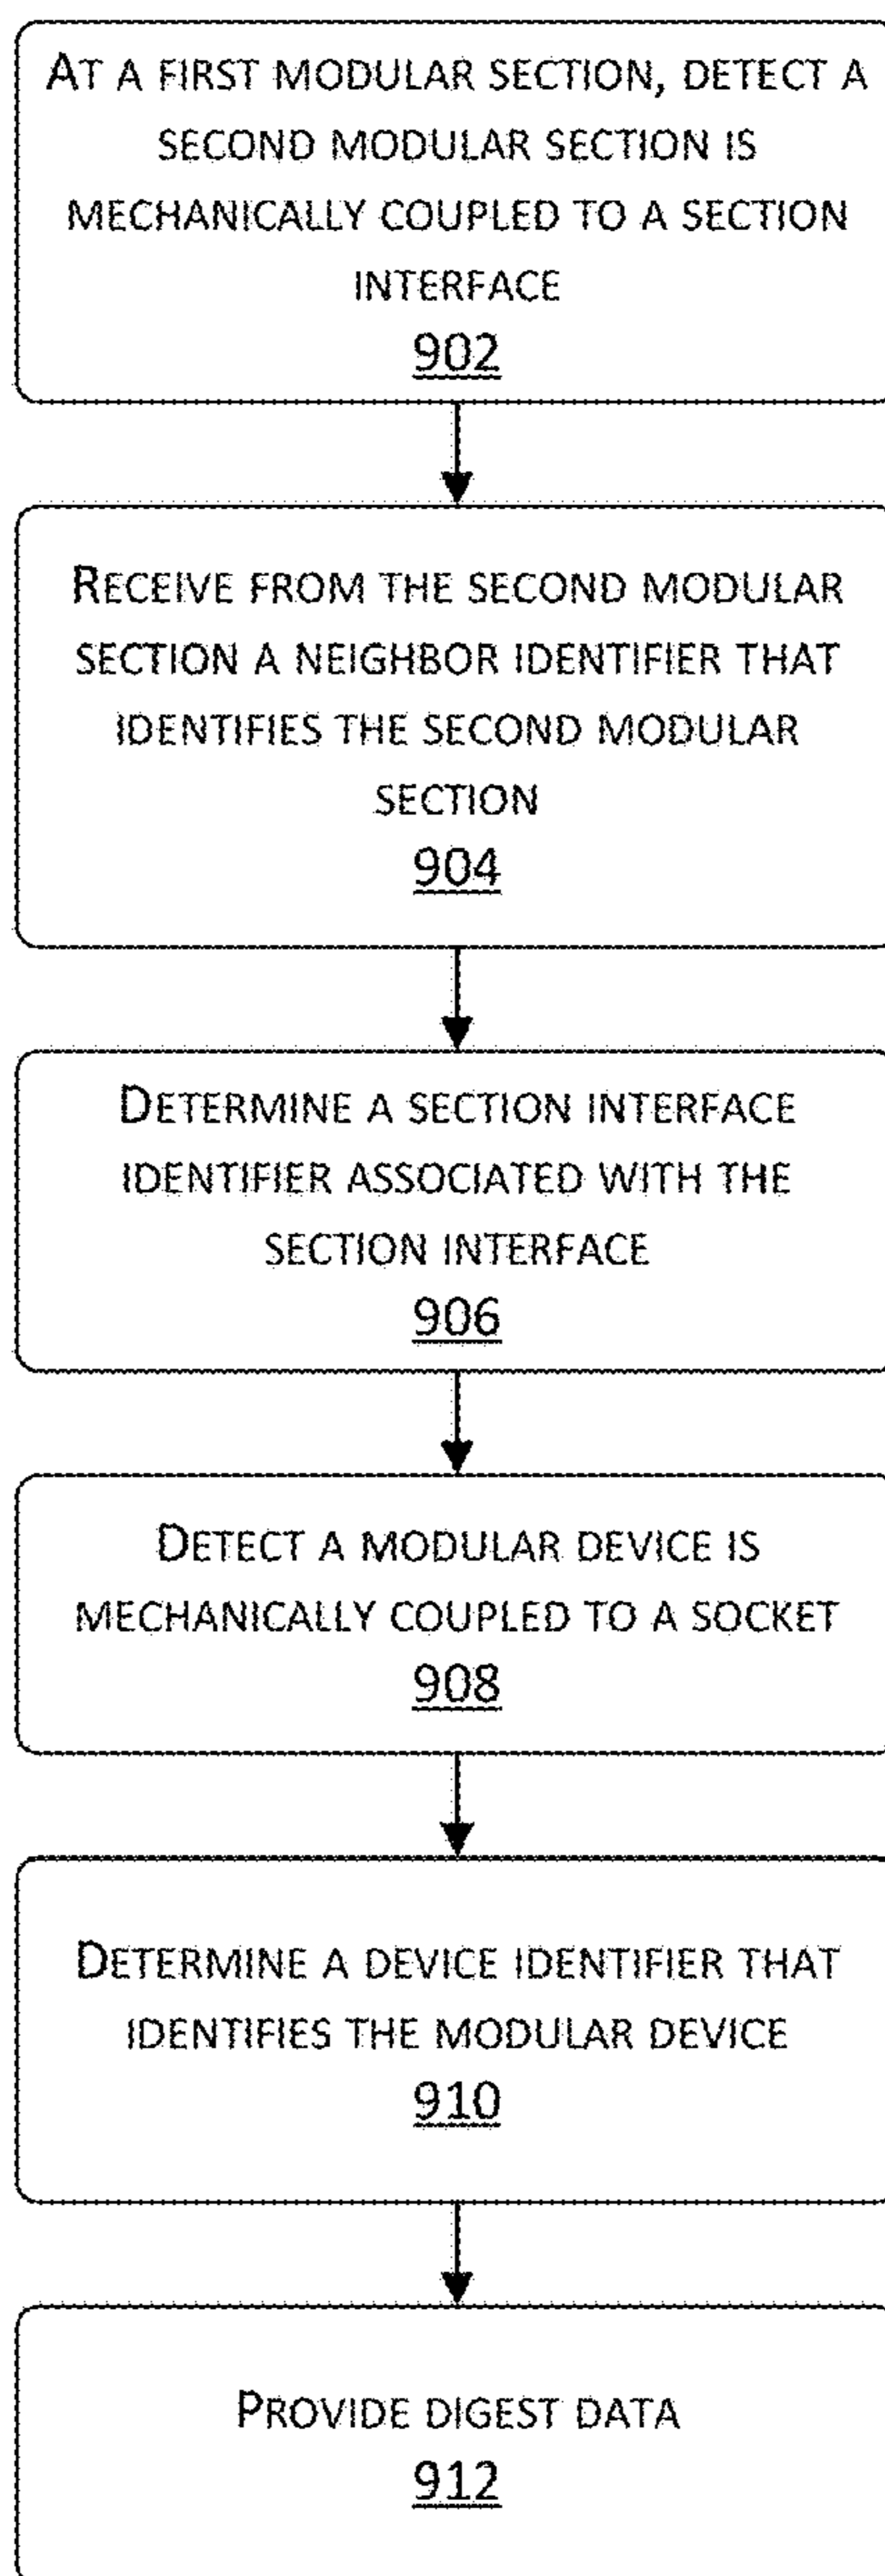 AT A FIRST MODULAR SECTION, DETECT A
SECOND MODULAR SECTION IS
MECHANICALLY COUPLED TO A SECTION
INTERFACE
902
RECEIVE FROM THE SECOND MODULAR
SECTION A NEIGHBOR IDENTIFIER THAT
IDENTIFIES THE SECOND MODULAR
SECTION
904
DETERMINE A SECTION INTERFACE
IDENTIFIER ASSOCIATED WITH THE
SECTION INTERFACE
906
DETECT A MODULAR DEVICE IS
MECHANICALLY COUPLED TO A SOCKET
908
DETERMINE A DEVICE IDENTIFIER THAT
IDENTIFIES THE MODULAR DEVICE
910
PROVIDE DIGEST DATA
912